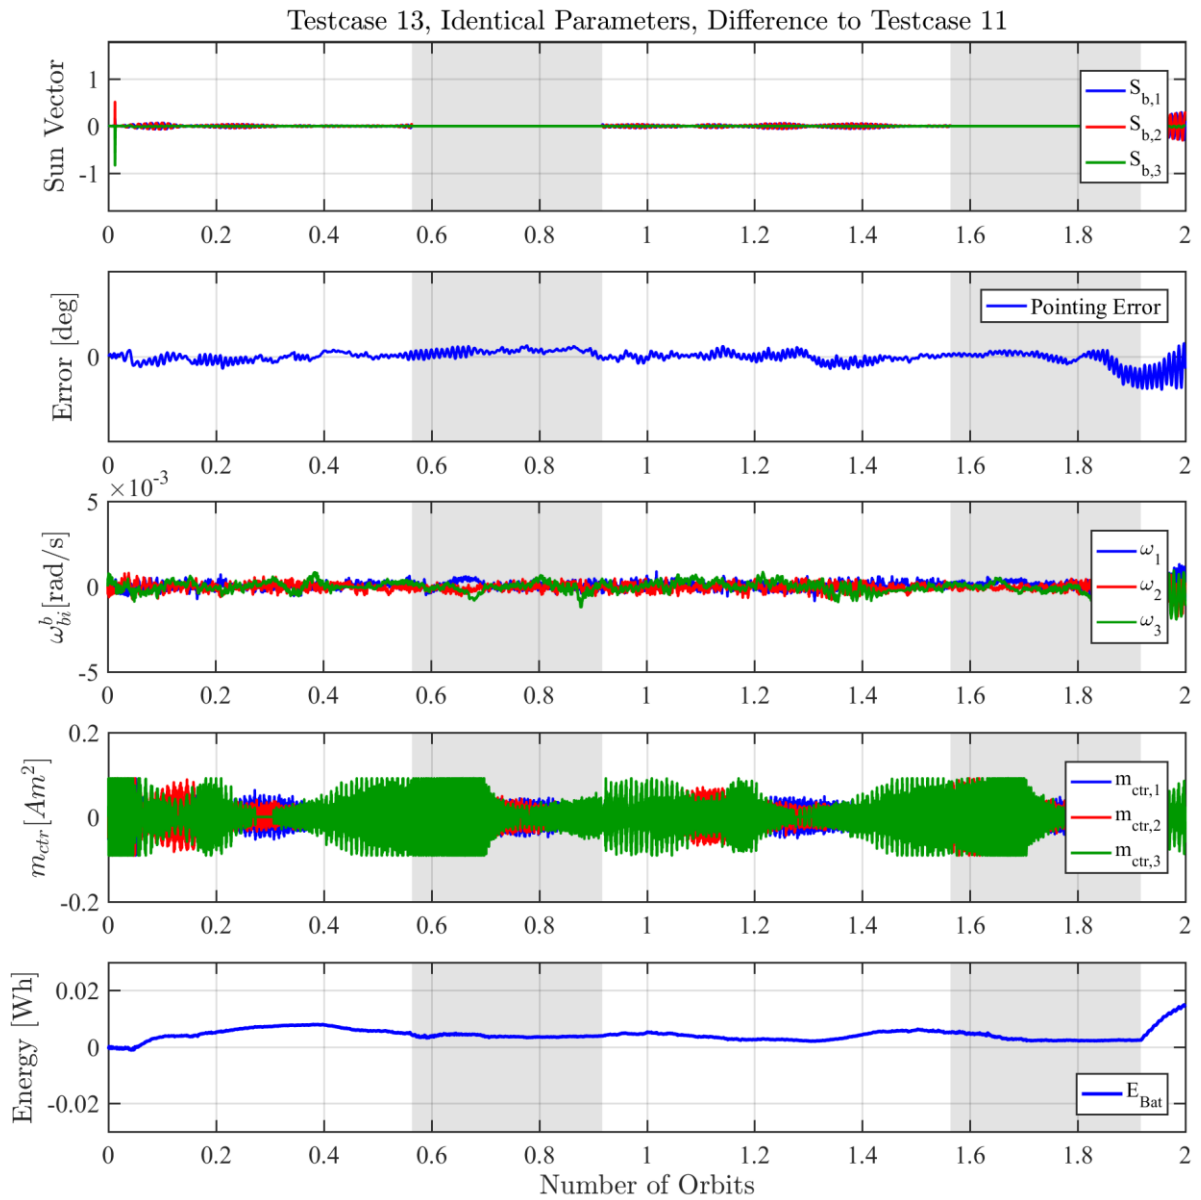 Testcase 13, Identical Parameters, Difference to Testcase 11
Sun Vector
1
0
-1
S_b,1
S_b,2
S_b,3
0 0.2 0.4 0.6 0.8 1 1.2 1.4 1.6 1.8 2
Error [deg]
0
Pointing Error
0 0.2 0.4 0.6 0.8 1 1.2 1.4 1.6 1.8 2
×10^-3
ω^b_bi[rad/s]
5
0
-5
ω_1
ω_2
ω_3
0 0.2 0.4 0.6 0.8 1 1.2 1.4 1.6 1.8 2
m_ctr[Am^2]
0.2
0
-0.2
m_ctr,1
m_ctr,2
m_ctr,3
0 0.2 0.4 0.6 0.8 1 1.2 1.4 1.6 1.8 2
Energy [Wh]
0.02
0
-0.02
E_Bat
0 0.2 0.4 0.6 0.8 1 1.2 1.4 1.6 1.8 2
Number of Orbits